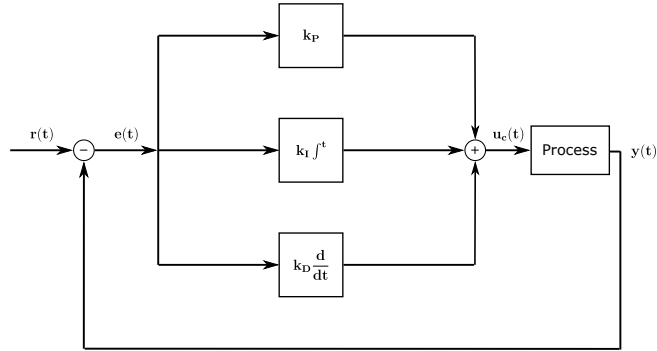 k_P
r(t)
−
e(t)
k_I ∫^t
+
u_c(t)
Process
y(t)
k_D d/dt